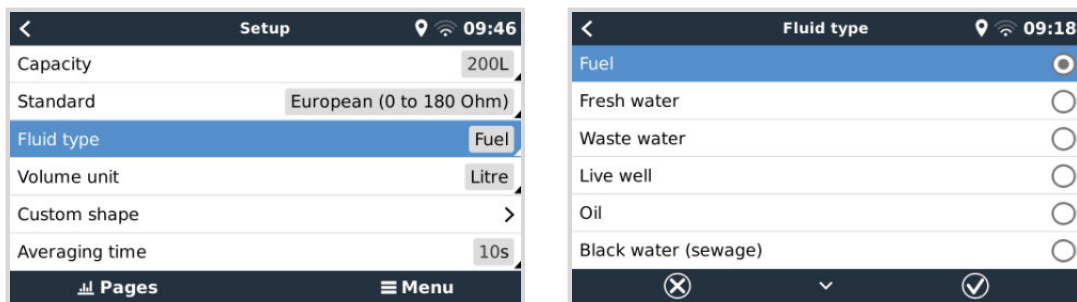 Setup 09:46
Capacity 200L
Standard European (0 to 180 Ohm)
Fluid type Fuel
Volume unit Litre
Custom shape
Averaging time 10s
Pages Menu
Fluid type 09:18
Fuel
Fresh water
Waste water
Live well
Oil
Black water (sewage)